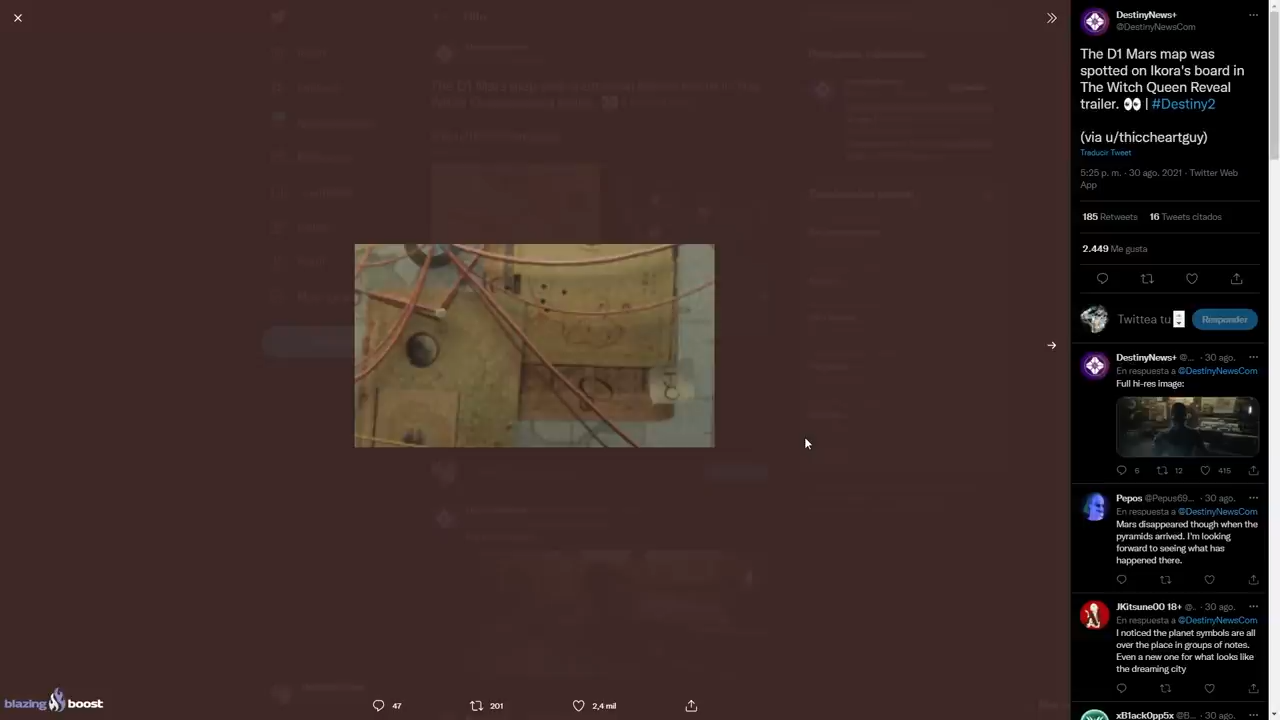 DestinyNews+
@DestinyNewsCom
The D1 Mars map was
spotted on Ikora's board in
The Witch Queen Reveal
trailer. 👀 | #Destiny2
(via u/thiccheartguy)
Traducir Tweet
5:25 p. m. · 30 ago. 2021 · Twitter Web
App
185 Retweets 16 Tweets citados
2.449 Me gusta
Twittea tu
Responder
DestinyNews+ @... · 30 ago.
En respuesta a @DestinyNewsCom
Full hi-res image:
6 12 415
Pepos @Pepus69... · 30 ago.
En respuesta a @DestinyNewsCom
Mars disappeared though when the
pyramids arrived. I'm looking
forward to seeing what has
happened there.
JKitsune00 18+ @.. · 30 ago.
En respuesta a @DestinyNewsCom
I noticed the planet symbols are all
over the place in groups of notes.
Even a new one for what looks like
the dreaming city
xB1ack0pp5x @B... · 30 ago.
47 201 2,4 mil
blazing boost